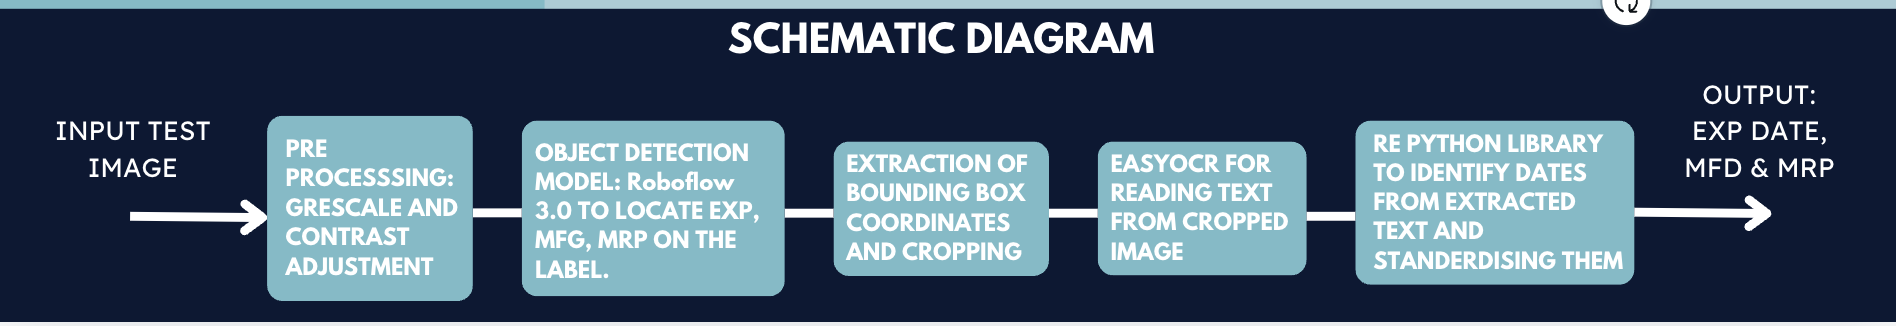 SCHEMATIC DIAGRAM
INPUT TEST
IMAGE
PRE
PROCESSSING:
GRESCALE AND
CONTRAST
ADJUSTMENT
OBJECT DETECTION
MODEL: Roboflow
3.0 TO LOCATE EXP,
MFG, MRP ON THE
LABEL.
EXTRACTION OF
BOUNDING BOX
COORDINATES
AND CROPPING
EASYOCR FOR
READING TEXT
FROM CROPPED
IMAGE
RE PYTHON LIBRARY
TO IDENTIFY DATES
FROM EXTRACTED
TEXT AND
STANDERDISING THEM
OUTPUT:
EXP DATE,
MFD & MRP